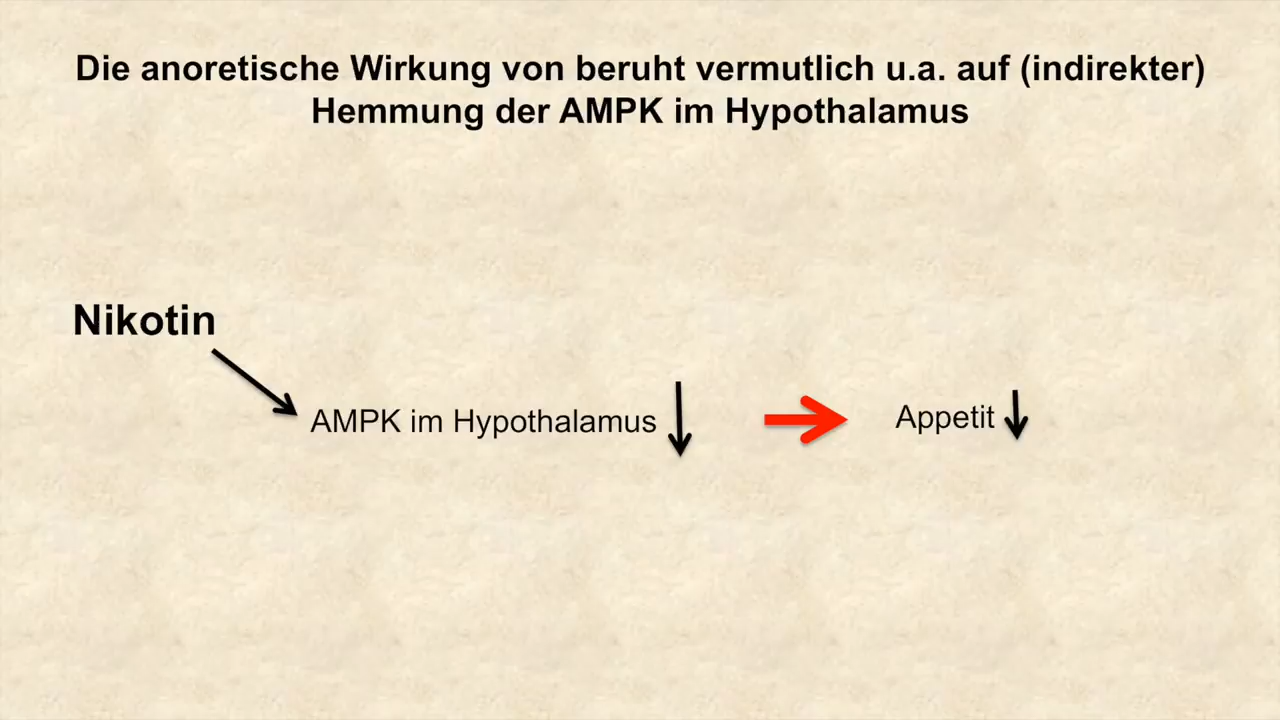 Die anoretische Wirkung von beruht vermutlich u.a. auf (indirekter)
Hemmung der AMPK im Hypothalamus
Nikotin
AMPK im Hypothalamus
Appetit